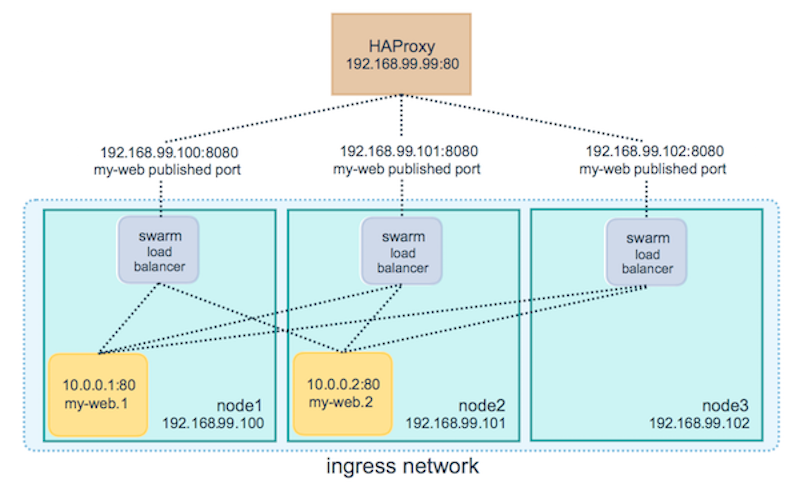 HAProxy
192.168.99.99:80
192.168.99.100:8080
my-web published port
192.168.99.101:8080
my-web published port
192.168.99.102:8080
my-web published port
swarm
load
balancer
swarm
load
balancer
swarm
load
balancer
10.0.0.1:80
my-web.1
node1
192.168.99.100
10.0.0.2:80
my-web.2
node2
192.168.99.101
node3
192.168.99.102
ingress network